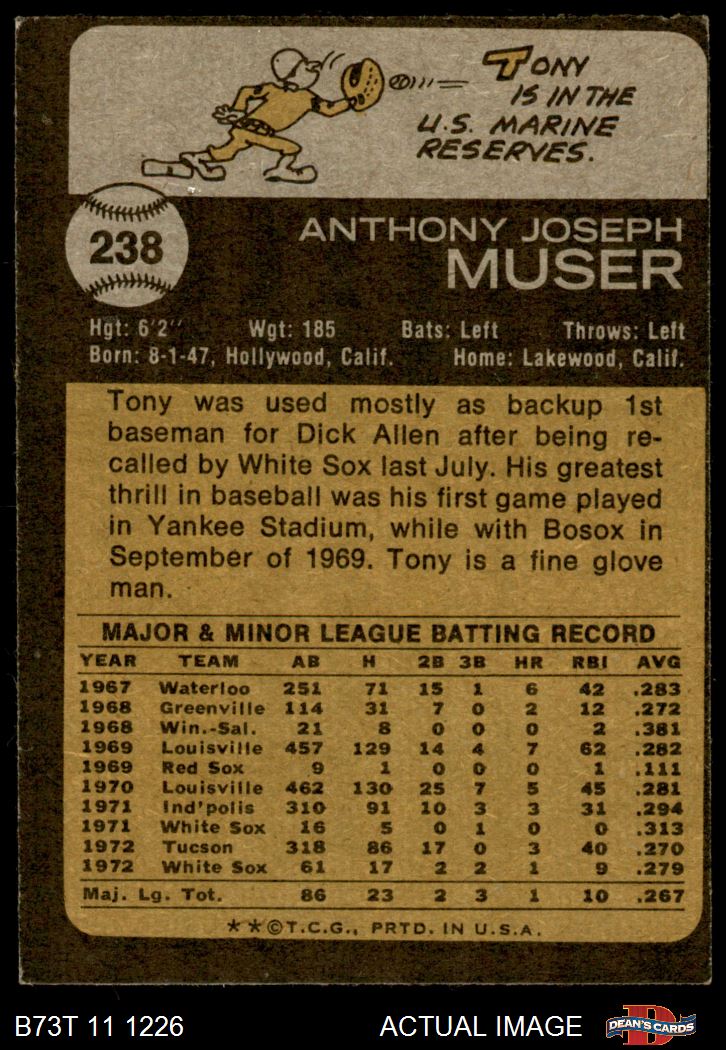 TONY
IS IN THE
U.S. MARINE
RESERVES.
238
ANTHONY JOSEPH
MUSER
Hgt: 6'2" Wgt: 185 Bats: Left Throws: Left
Born: 8-1-47, Hollywood, Calif. Home: Lakewood, Calif.
Tony was used mostly as backup 1st
baseman for Dick Allen after being re-
called by White Sox last July. His greatest
thrill in baseball was his first game played
in Yankee Stadium, while with Bosox in
September of 1969. Tony is a fine glove
man.
MAJOR & MINOR LEAGUE BATTING RECORD
YEAR TEAM AB H 2B 3B HR RBI AVG
1967 Waterloo 251 71 15 1 6 42 .283
1968 Greenville 114 31 7 0 2 12 .272
1968 Win.-Sal. 21 8 0 0 0 2 .381
1969 Louisville 457 129 14 4 7 62 .282
1969 Red Sox 9 1 0 0 0 1 .111
1970 Louisville 462 130 25 7 5 45 .281
1971 Ind'polis 310 91 10 3 3 31 .294
1971 White Sox 16 5 0 1 0 0 .313
1972 Tucson 318 86 17 0 3 40 .270
1972 White Sox 61 17 2 2 1 9 .279
Maj. Lg. Tot. 86 23 2 3 1 10 .267
**©T.C.G., PRTD. IN U.S.A.
B73T 11 1226 ACTUAL IMAGE D DEAN'S CARDS